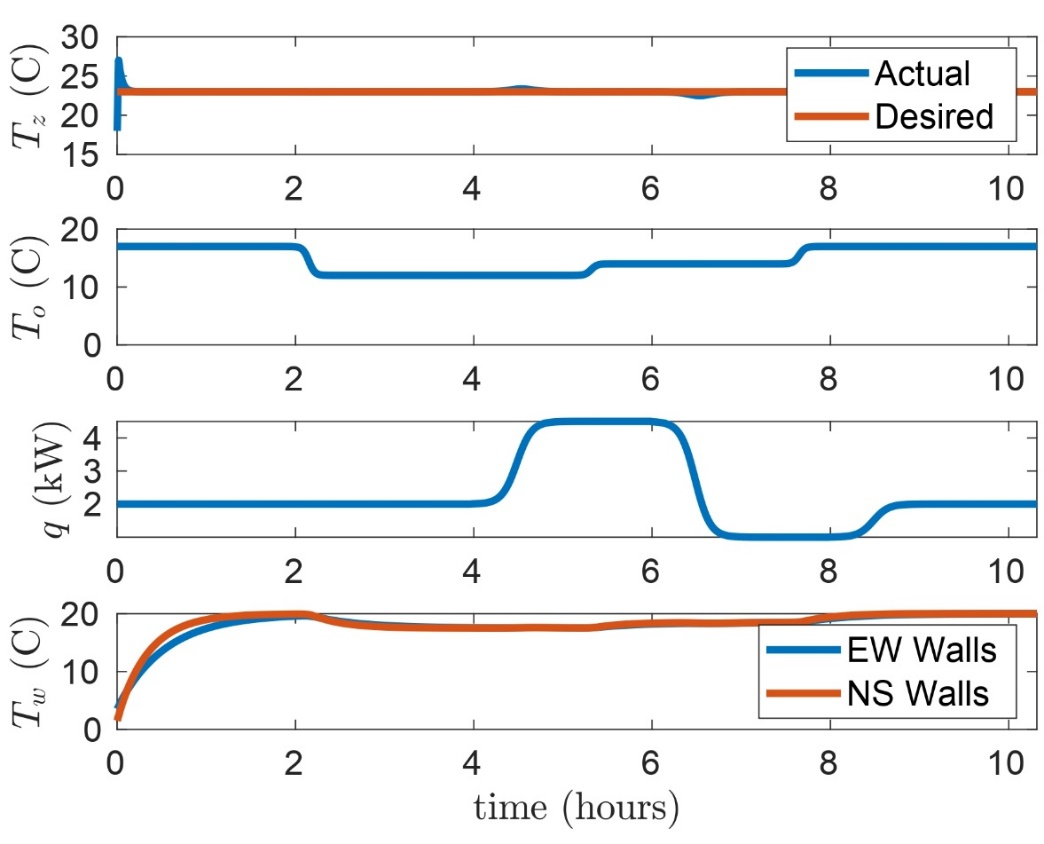 T_z (C)
30
25
20
15
Actual
Desired
0 2 4 6 8 10
T_o (C)
20
10
0
0 2 4 6 8 10
q (kW)
4
3
2
0 2 4 6 8 10
T_w (C)
20
10
0
EW Walls
NS Walls
0 2 4 6 8 10
time (hours)